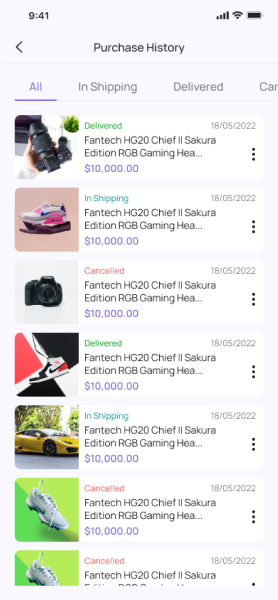 9:41
Purchase History
All In Shipping Delivered Car
Delivered 18/05/2022
Fantech HG20 Chief II Sakura
Edition RGB Gaming Hea...
$10,000.00
In Shipping 18/05/2022
Fantech HG20 Chief II Sakura
Edition RGB Gaming Hea...
$10,000.00
Cancelled 18/05/2022
Fantech HG20 Chief II Sakura
Edition RGB Gaming Hea...
$10,000.00
Delivered 18/05/2022
Fantech HG20 Chief II Sakura
Edition RGB Gaming Hea...
$10,000.00
In Shipping 18/05/2022
Fantech HG20 Chief II Sakura
Edition RGB Gaming Hea...
$10,000.00
Cancelled 18/05/2022
Fantech HG20 Chief II Sakura
Edition RGB Gaming Hea...
$10,000.00
Cancelled 18/05/2022
Fantech HG20 Chief II Sakura
Edition RGB Gaming Hea...